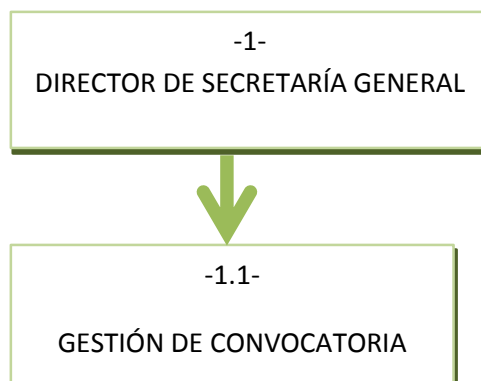 -1-
DIRECTOR DE SECRETARÍA GENERAL
-1.1-
GESTIÓN DE CONVOCATORIA